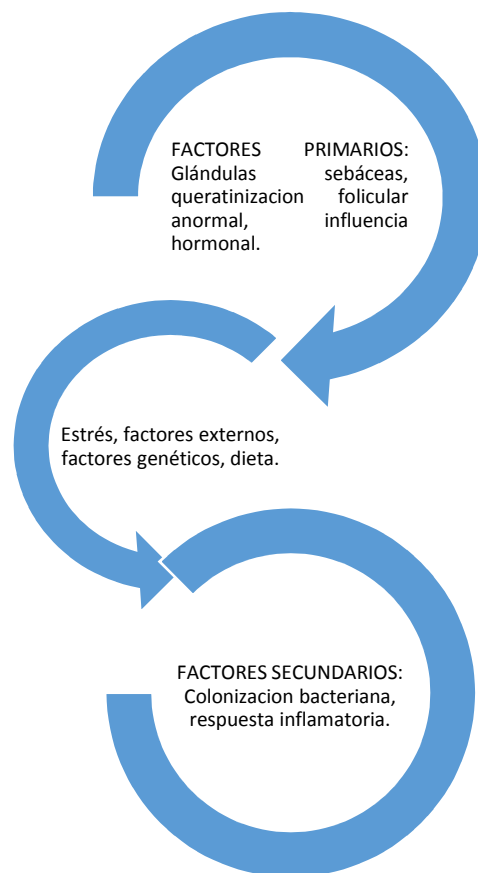 FACTORES PRIMARIOS:
Glándulas sebáceas,
queratinizacion folicular
anormal, influencia
hormonal.
Estrés, factores externos,
factores genéticos, dieta.
FACTORES SECUNDARIOS:
Colonizacion bacteriana,
respuesta inflamatoria.